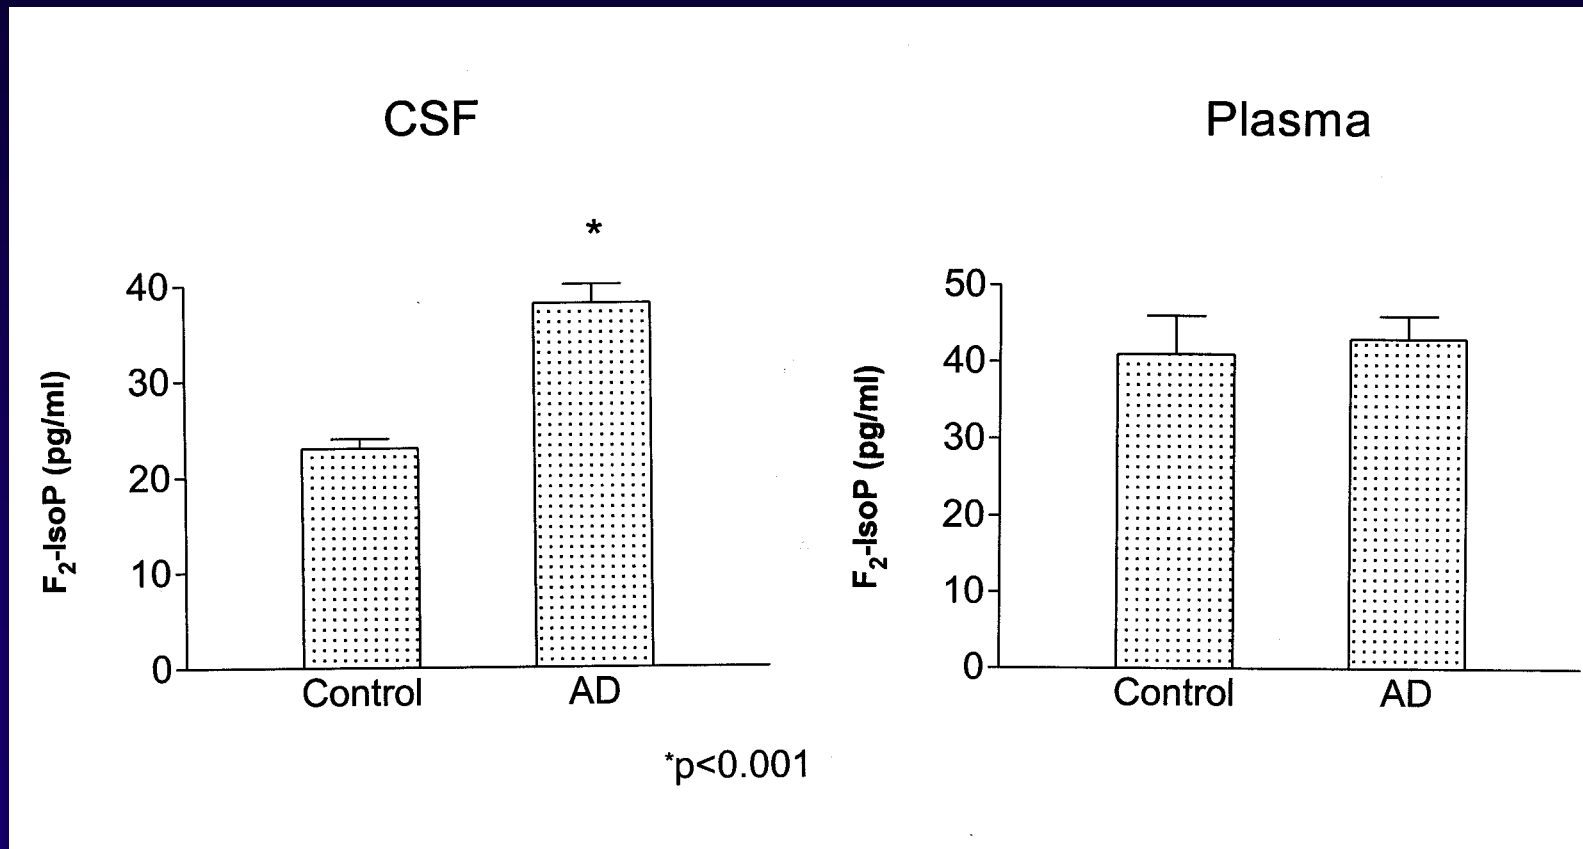 CSF
Plasma
*
F₂-IsoP (pg/ml)
40
30
20
10
0
Control
AD
F₂-IsoP (pg/ml)
50
40
30
20
10
0
Control
AD
*p<0.001